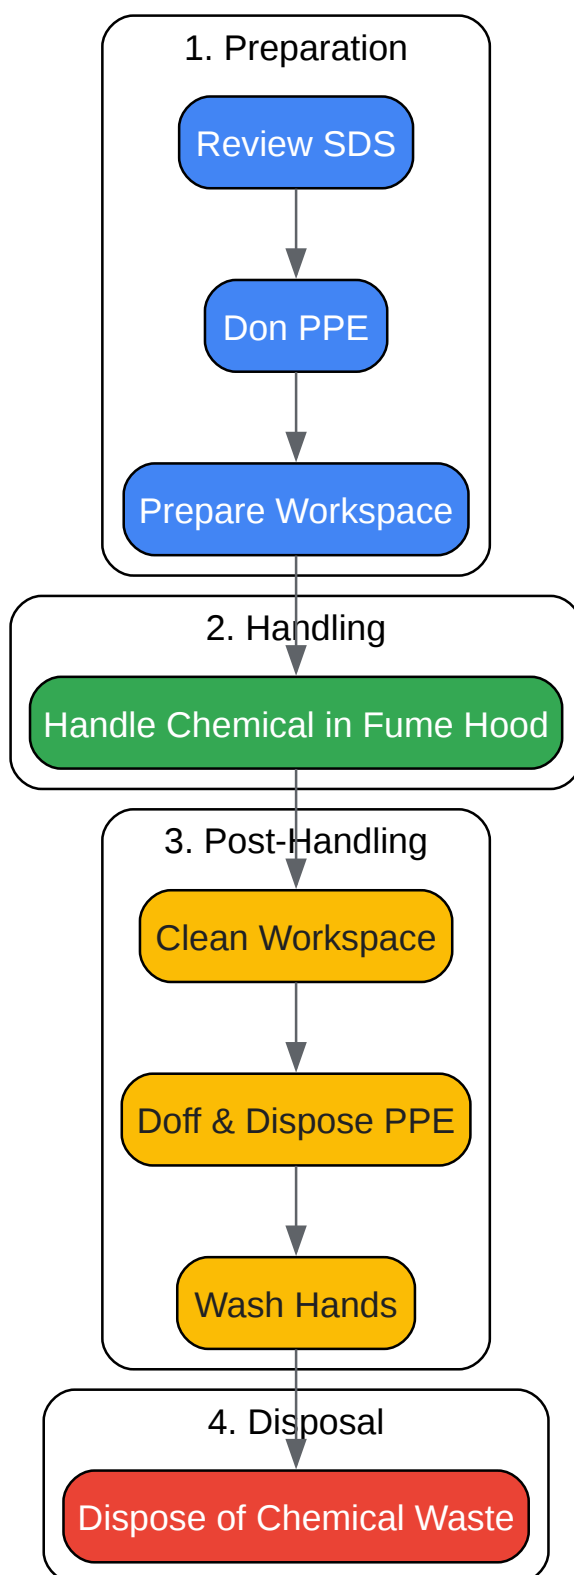 1. Preparation
Review SDS
Don PPE
Prepare Workspace
2. Handling
Handle Chemical in Fume Hood
3. Post-Handling
Clean Workspace
Doff & Dispose PPE
Wash Hands
4. Disposal
Dispose of Chemical Waste